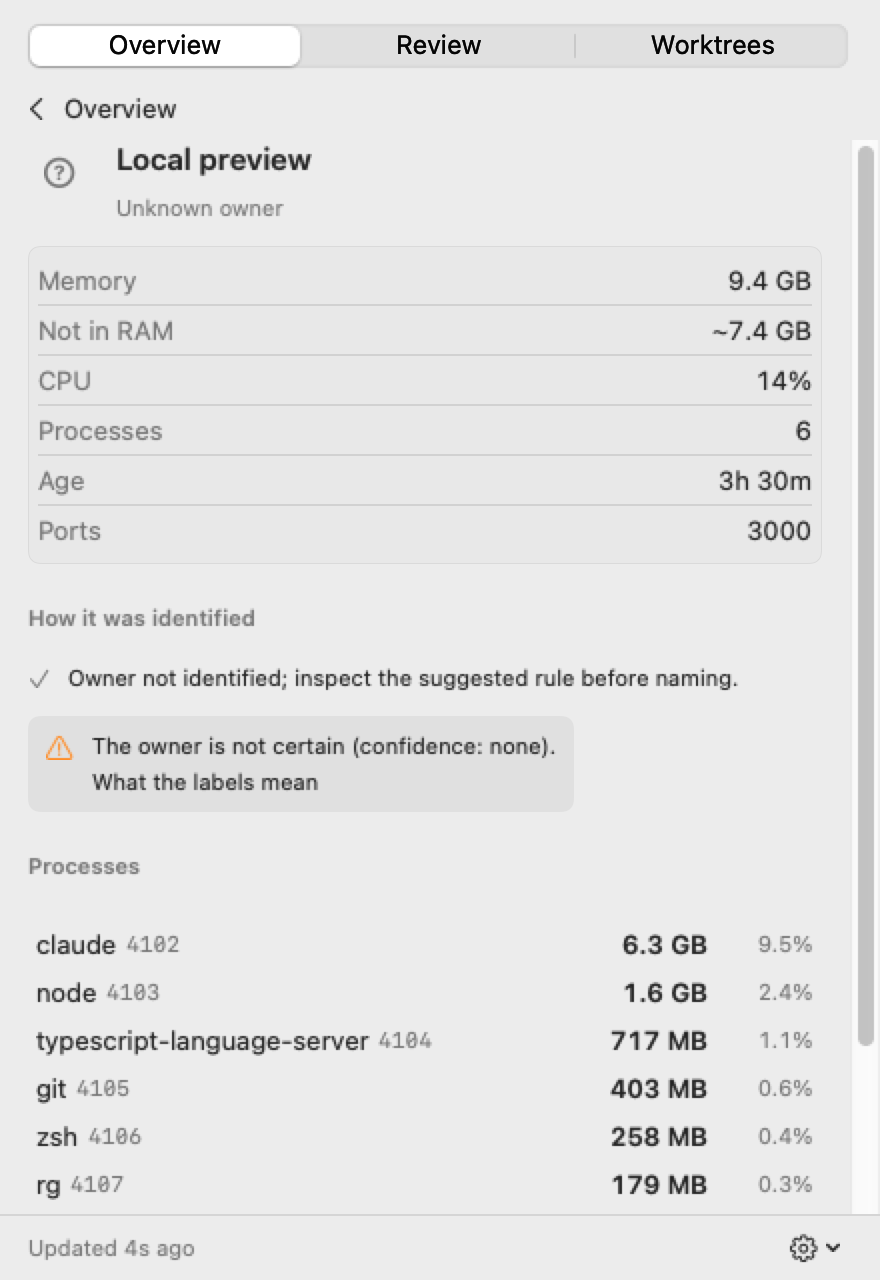 Overview Review Worktrees
Overview
Local preview
Unknown owner
Memory 9.4 GB
Not in RAM ~7.4 GB
CPU 14%
Processes 6
Age 3h 30m
Ports 3000
How it was identified
Owner not identified; inspect the suggested rule before naming.
The owner is not certain (confidence: none).
What the labels mean
Processes
claude 4102 6.3 GB 9.5%
node 4103 1.6 GB 2.4%
typescript-language-server 4104 717 MB 1.1%
git 4105 403 MB 0.6%
zsh 4106 258 MB 0.4%
rg 4107 179 MB 0.3%
Updated 4s ago